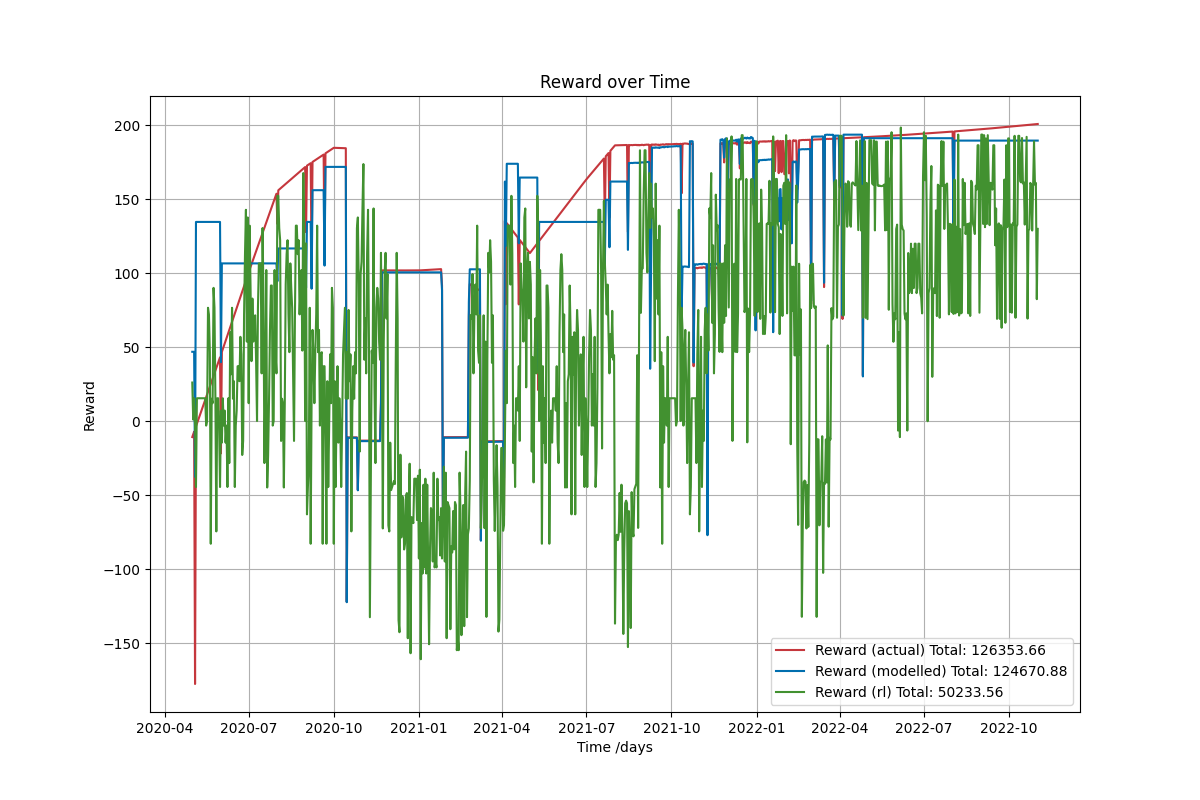 Reward over Time
Reward
200
150
100
50
0
−50
−100
−150
2020-04 2020-07 2020-10 2021-01 2021-04 2021-07 2021-10 2022-01 2022-04 2022-07 2022-10
Time /days
Reward (actual) Total: 126353.66
Reward (modelled) Total: 124670.88
Reward (rl) Total: 50233.56